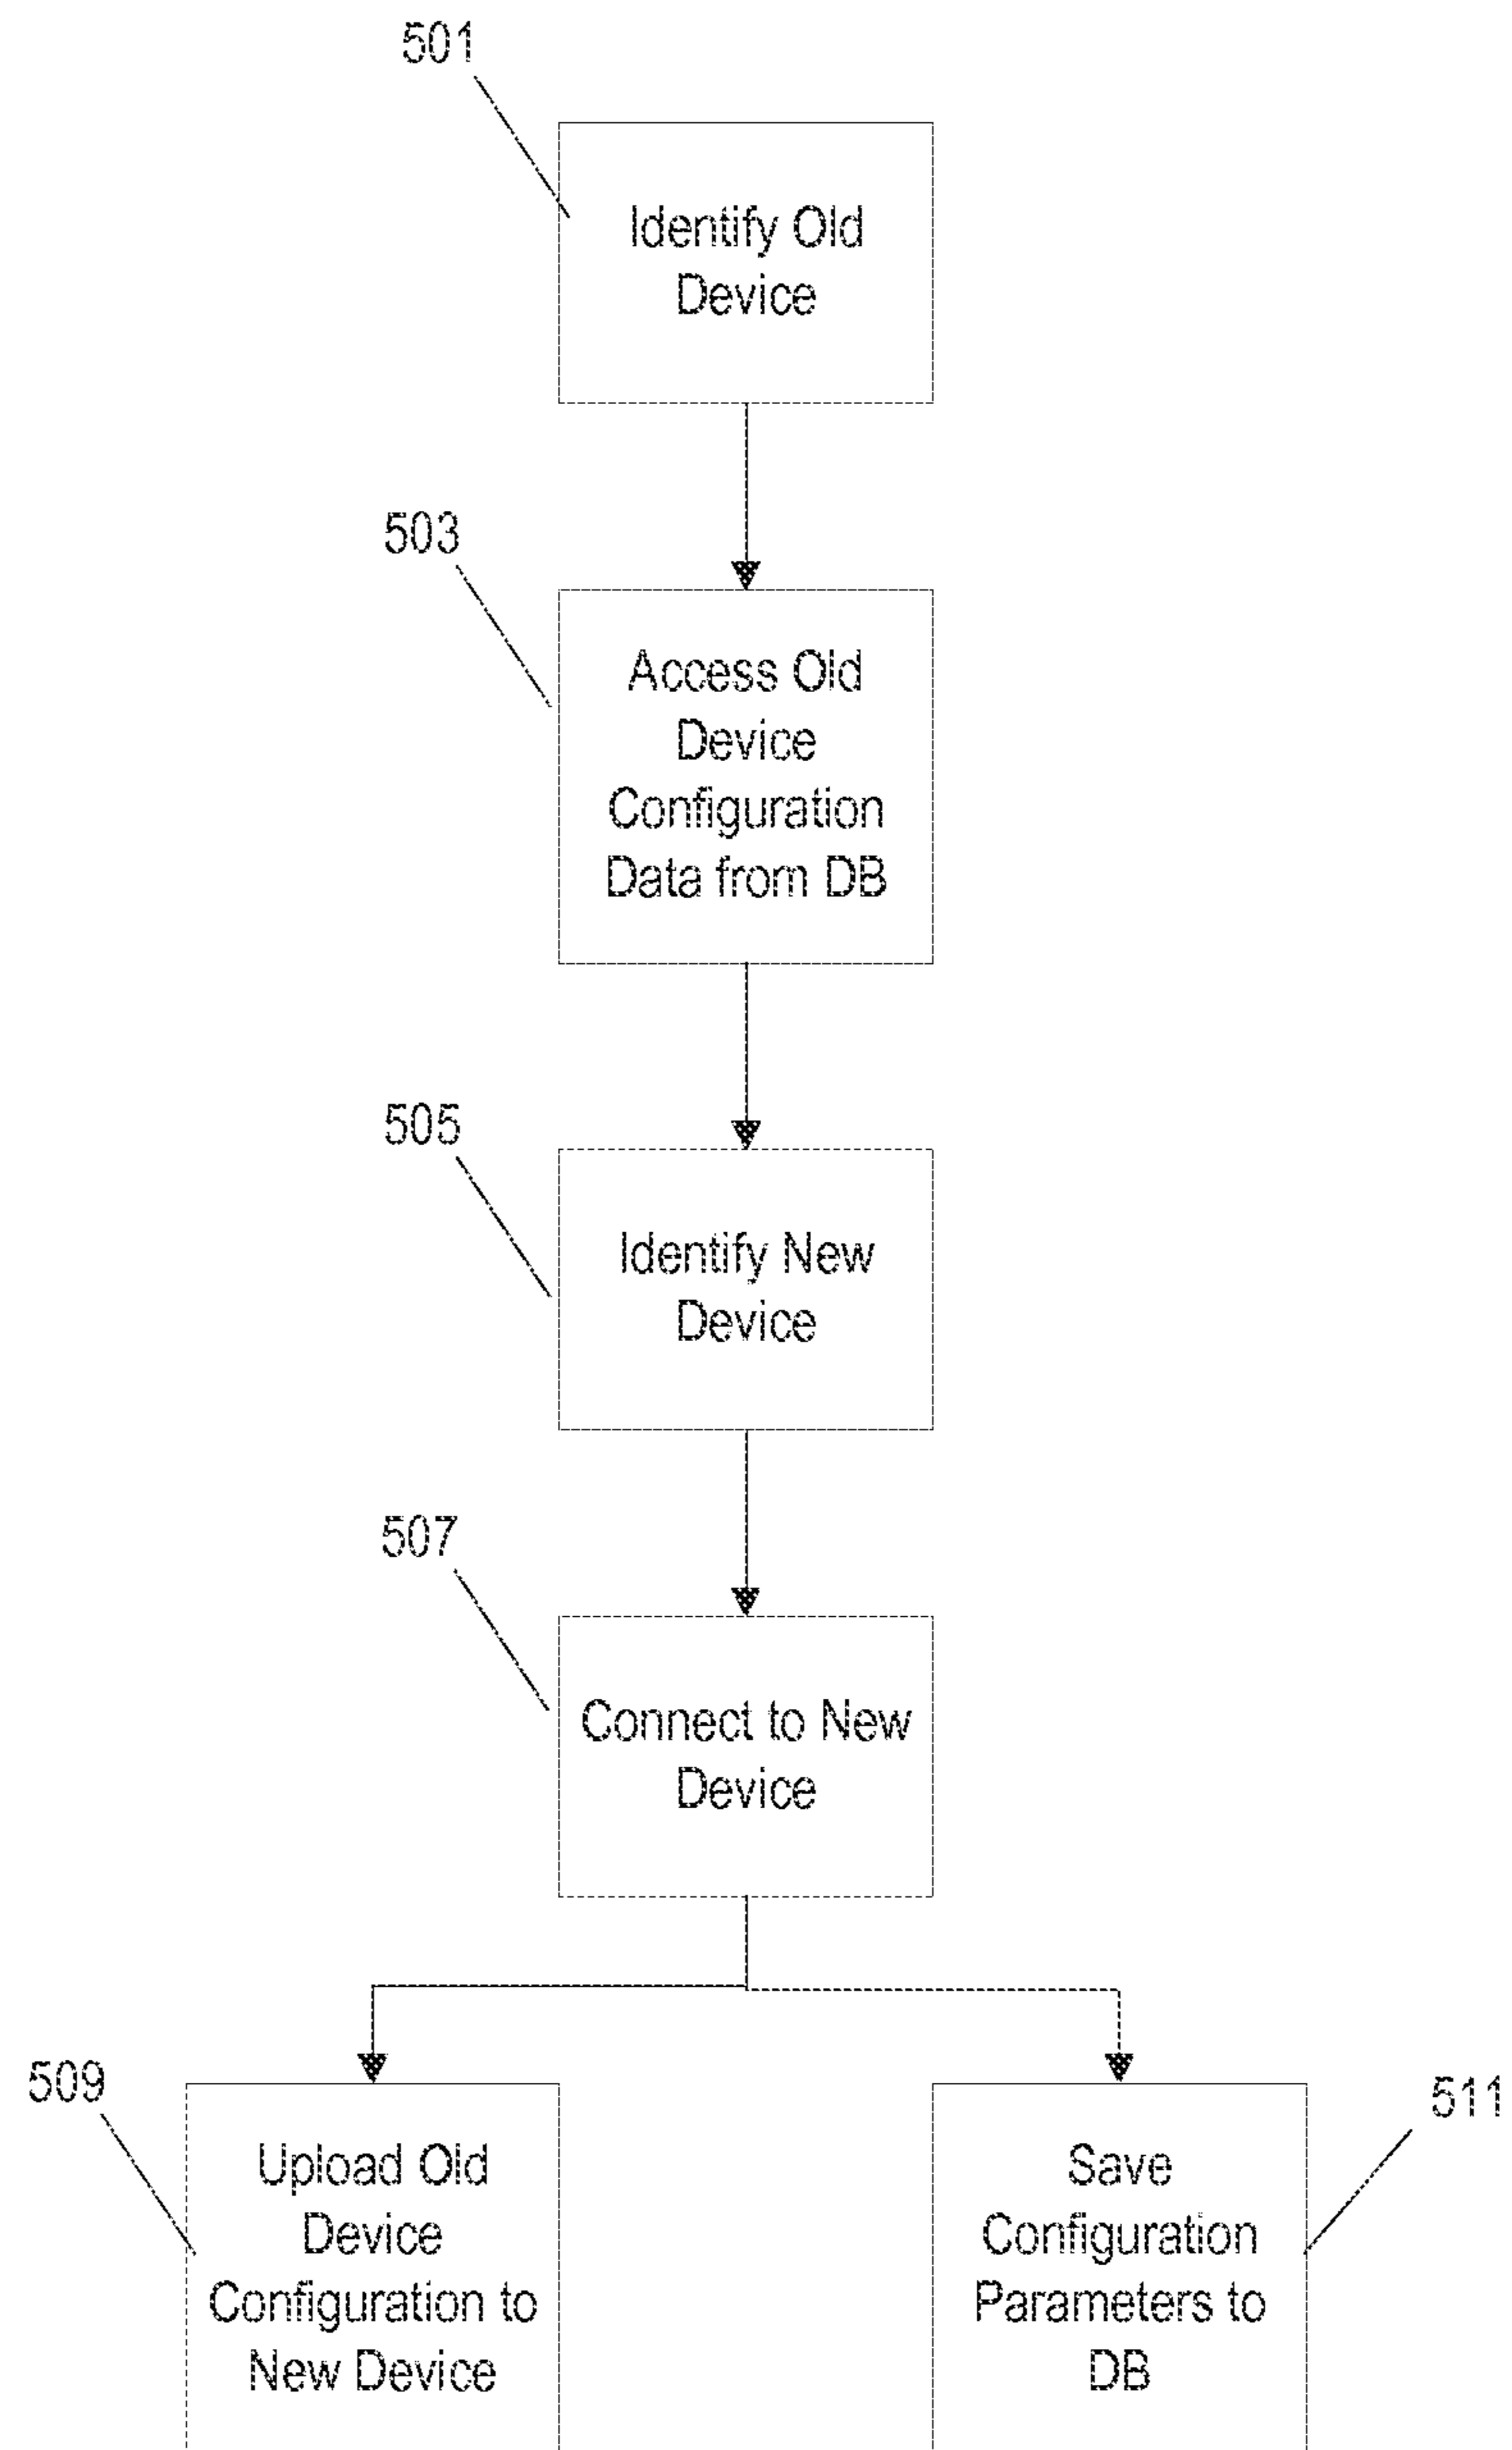 501
Identify Old
Device
503
Access Old
Device
Configuration
Data from DB
505
Identify New
Device
507
Connect to New
Device
509
Upload Old
Device
Configuration to
New Device
511
Save
Configuration
Parameters to
DB